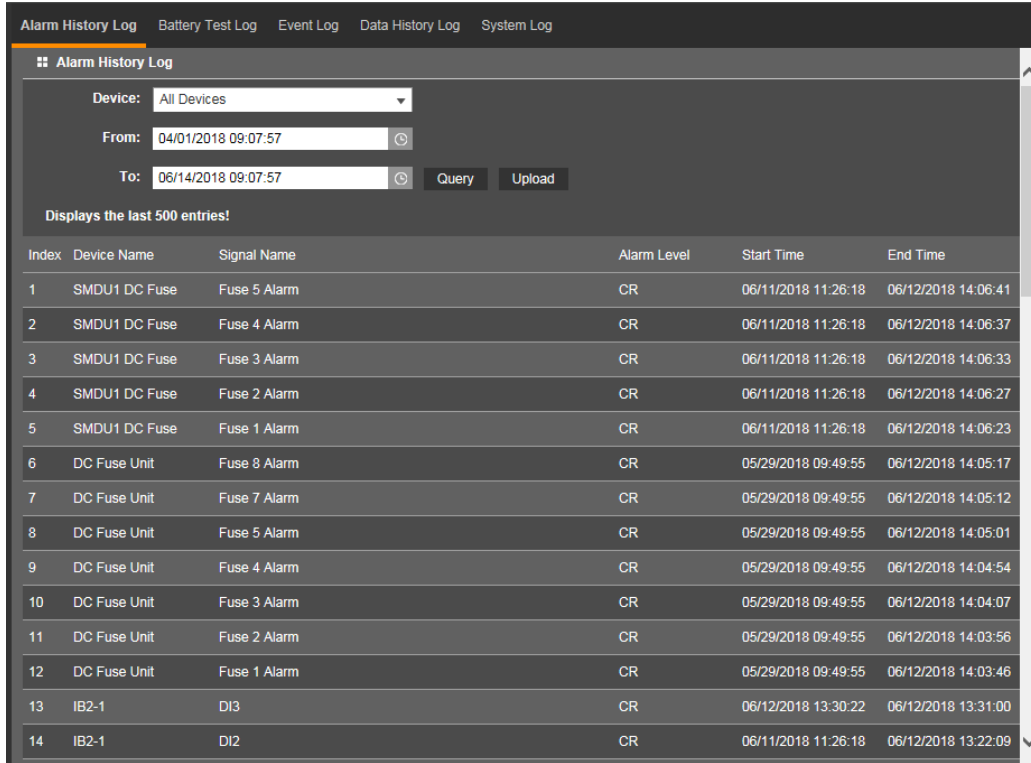 Alarm History Log Battery Test Log Event Log Data History Log System Log
Alarm History Log
Device: All Devices
From: 04/01/2018 09:07:57
To: 06/14/2018 09:07:57 Query Upload
Displays the last 500 entries!
Index Device Name Signal Name Alarm Level Start Time End Time
1 SMDU1 DC Fuse Fuse 5 Alarm CR 06/11/2018 11:26:18 06/12/2018 14:06:41
2 SMDU1 DC Fuse Fuse 4 Alarm CR 06/11/2018 11:26:18 06/12/2018 14:06:37
3 SMDU1 DC Fuse Fuse 3 Alarm CR 06/11/2018 11:26:18 06/12/2018 14:06:33
4 SMDU1 DC Fuse Fuse 2 Alarm CR 06/11/2018 11:26:18 06/12/2018 14:06:27
5 SMDU1 DC Fuse Fuse 1 Alarm CR 06/11/2018 11:26:18 06/12/2018 14:06:23
6 DC Fuse Unit Fuse 8 Alarm CR 05/29/2018 09:49:55 06/12/2018 14:05:17
7 DC Fuse Unit Fuse 7 Alarm CR 05/29/2018 09:49:55 06/12/2018 14:05:12
8 DC Fuse Unit Fuse 5 Alarm CR 05/29/2018 09:49:55 06/12/2018 14:05:01
9 DC Fuse Unit Fuse 4 Alarm CR 05/29/2018 09:49:55 06/12/2018 14:04:54
10 DC Fuse Unit Fuse 3 Alarm CR 05/29/2018 09:49:55 06/12/2018 14:04:07
11 DC Fuse Unit Fuse 2 Alarm CR 05/29/2018 09:49:55 06/12/2018 14:03:56
12 DC Fuse Unit Fuse 1 Alarm CR 05/29/2018 09:49:55 06/12/2018 14:03:46
13 IB2-1 DI3 CR 06/12/2018 13:30:22 06/12/2018 13:31:00
14 IB2-1 DI2 CR 06/11/2018 11:26:18 06/12/2018 13:22:09